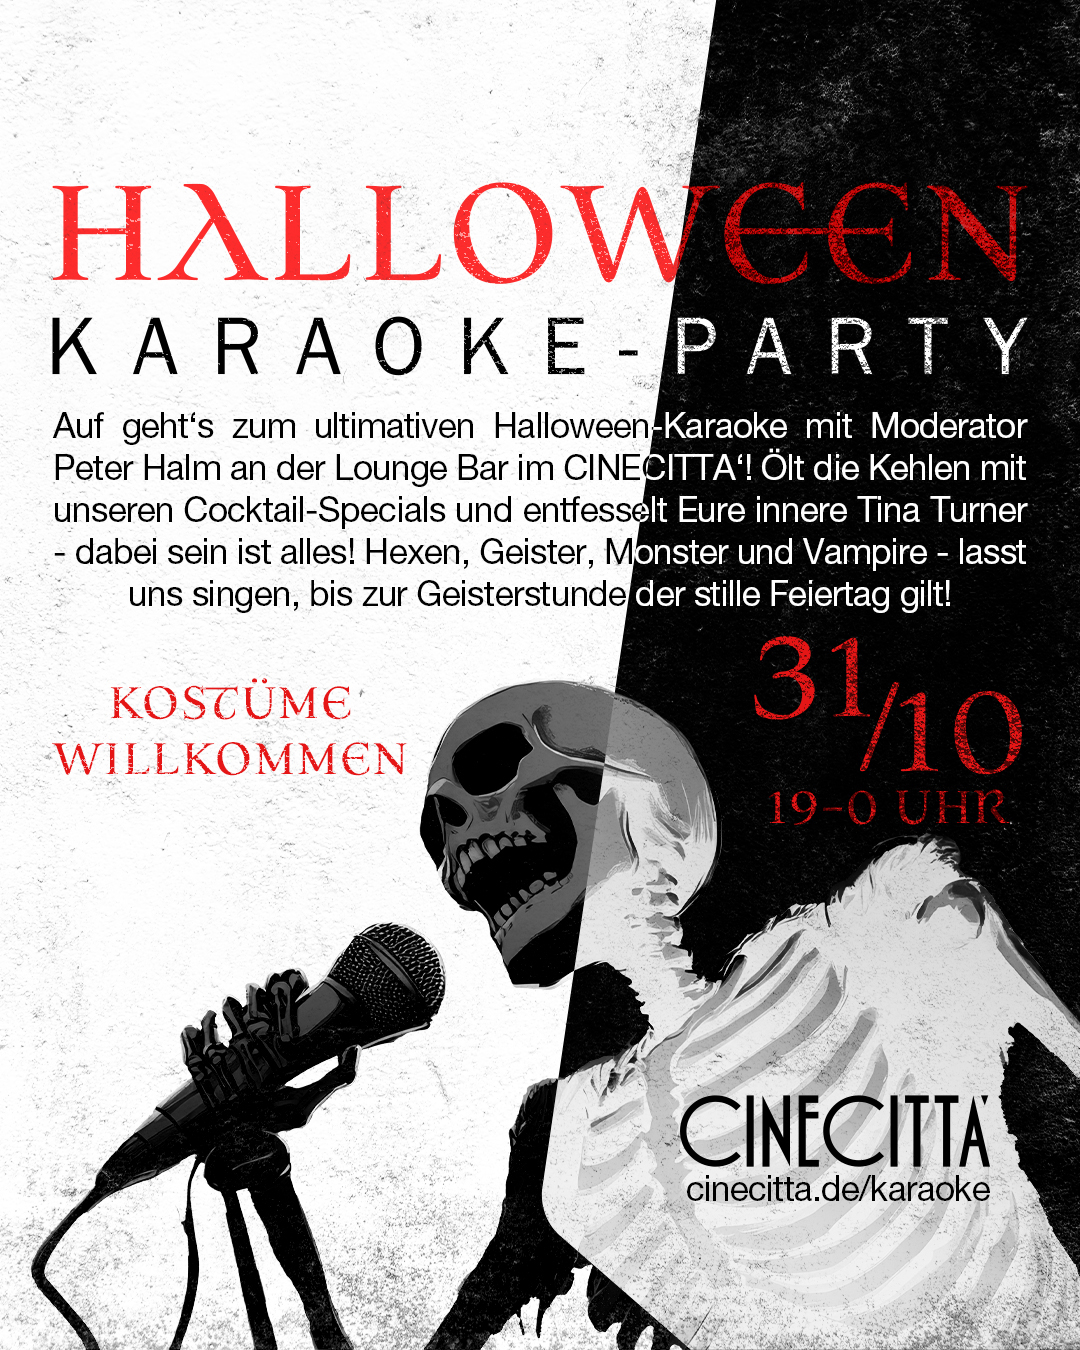 HALLOWEEN
KARAOKE-PARTY
Auf geht‘s zum ultimativen Halloween-Karaoke mit Moderator
Peter Halm an der Lounge Bar im CINECITTA‘! Ölt die Kehlen mit
unseren Cocktail-Specials und entfesselt Eure innere Tina Turner
- dabei sein ist alles! Hexen, Geister, Monster und Vampire - lasst
uns singen, bis zur Geisterstunde der stille Feiertag gilt!
31/10
19-0 UHR
KOSTÜME
WILLKOMMEN
CINECITTA'
cinecitta.de/karaoke